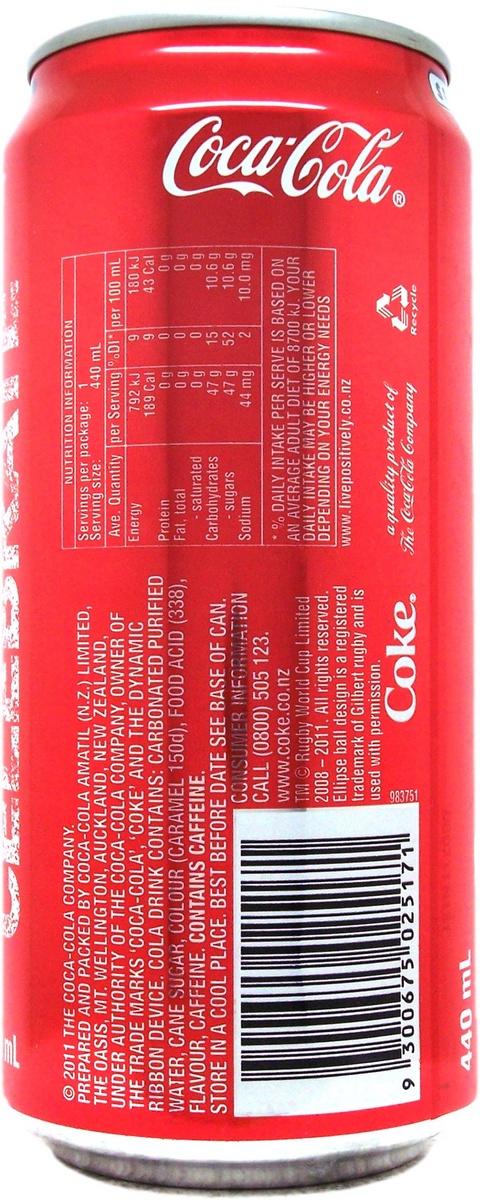 Coca-Cola®
NUTRITION INFORMATION
Servings per package: 1
Serving size: 440 mL
Ave. Quantity per Serving %DI* per 100 mL
Energy 792 kJ 9 180 kJ
189 Cal 9 43 Cal
Protein 0 g 0 0 g
Fat, total 0 g 0 0 g
- saturated 0 g 0 0 g
Carbohydrates 47 g 15 10.6 g
- sugars 47 g 52 10.6 g
Sodium 44 mg 2 10.0 mg
* % DAILY INTAKE PER SERVE IS BASED ON
AN AVERAGE ADULT DIET OF 8700 kJ. YOUR
DAILY INTAKE MAY BE HIGHER OR LOWER
DEPENDING ON YOUR ENERGY NEEDS
www.livepositively.co.nz
a quality product of
The Coca-Cola Company
Recycle
© 2011 THE COCA-COLA COMPANY.
PREPARED AND PACKED BY COCA-COLA AMATIL (N.Z.) LIMITED,
THE OASIS, MT. WELLINGTON, AUCKLAND, NEW ZEALAND,
UNDER AUTHORITY OF THE COCA-COLA COMPANY, OWNER OF
THE TRADE MARKS 'COCA-COLA', 'COKE' AND THE DYNAMIC
RIBBON DEVICE. COLA DRINK CONTAINS: CARBONATED PURIFIED
WATER, CANE SUGAR, COLOUR (CARAMEL 150d), FOOD ACID (338),
FLAVOUR, CAFFEINE. CONTAINS CAFFEINE.
STORE IN A COOL PLACE. BEST BEFORE DATE SEE BASE OF CAN.
CONSUMER INFORMATION
CALL (0800) 505 123.
www.coke.co.nz
TM © Rugby World Cup Limited
2008 – 2011. All rights reserved.
Ellipse ball design is a registered
trademark of Gilbert rugby and is
used with permission.
Coke®
983751
9 300675 025171
440 mL
mL